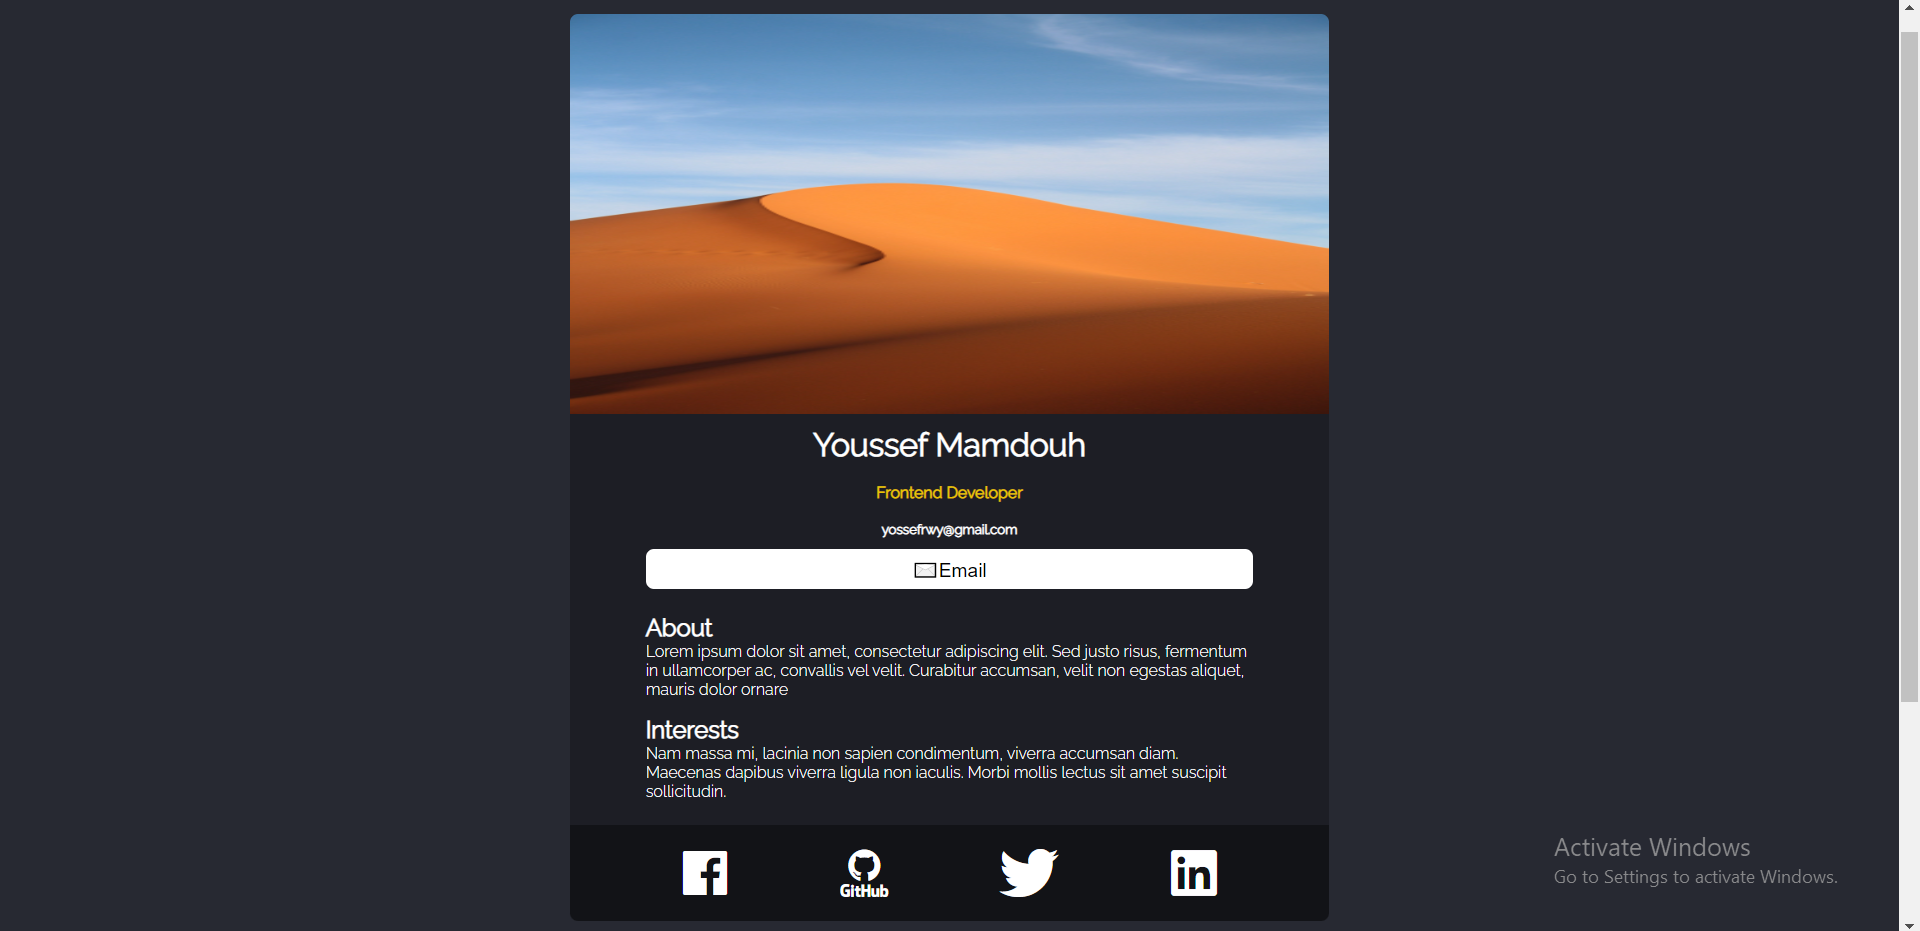 Youssef Mamdouh
Frontend Developer
yossefrwy@gmail.com
Email
About
Lorem ipsum dolor sit amet, consectetur adipiscing elit. Sed justo risus, fermentum
in ullamcorper ac, convallis vel velit. Curabitur accumsan, velit non egestas aliquet,
mauris dolor ornare
Interests
Nam massa mi, lacinia non sapien condimentum, viverra accumsan diam.
Maecenas dapibus viverra ligula non iaculis. Morbi mollis lectus sit amet suscipit
sollicitudin.
GitHub
in
Activate Windows
Go to Settings to activate Windows.